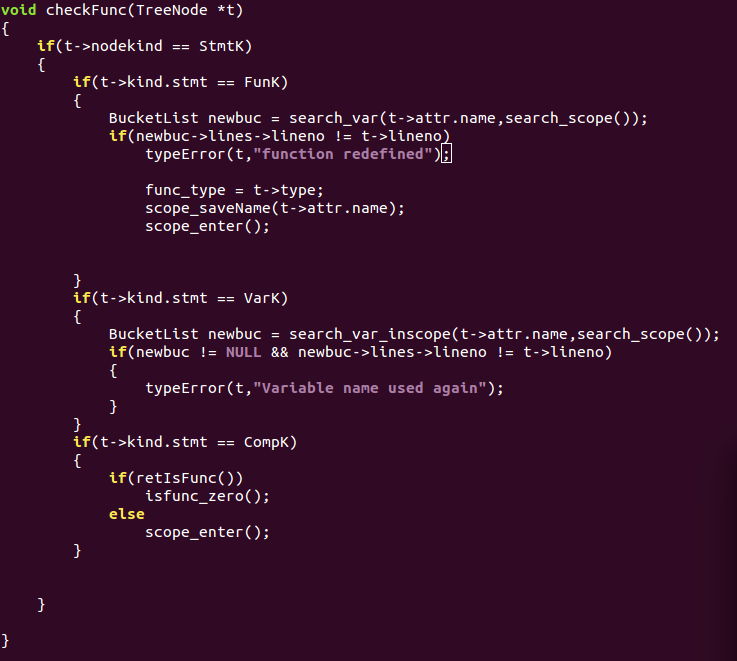 void checkFunc(TreeNode *t)
{
    if(t->nodekind == StmtK)
    {
        if(t->kind.stmt == FunK)
        {
            BucketList newbuc = search_var(t->attr.name,search_scope());
            if(newbuc->lines->lineno != t->lineno)
                typeError(t,"function redefined");

                func_type = t->type;
                scope_saveName(t->attr.name);
                scope_enter();


        }
        if(t->kind.stmt == VarK)
        {
            BucketList newbuc = search_var_inscope(t->attr.name,search_scope());
            if(newbuc != NULL && newbuc->lines->lineno != t->lineno)
            {
                typeError(t,"Variable name used again");
            }
        }
        if(t->kind.stmt == CompK)
        {
            if(retIsFunc())
                isfunc_zero();
            else
                scope_enter();
        }


    }

}